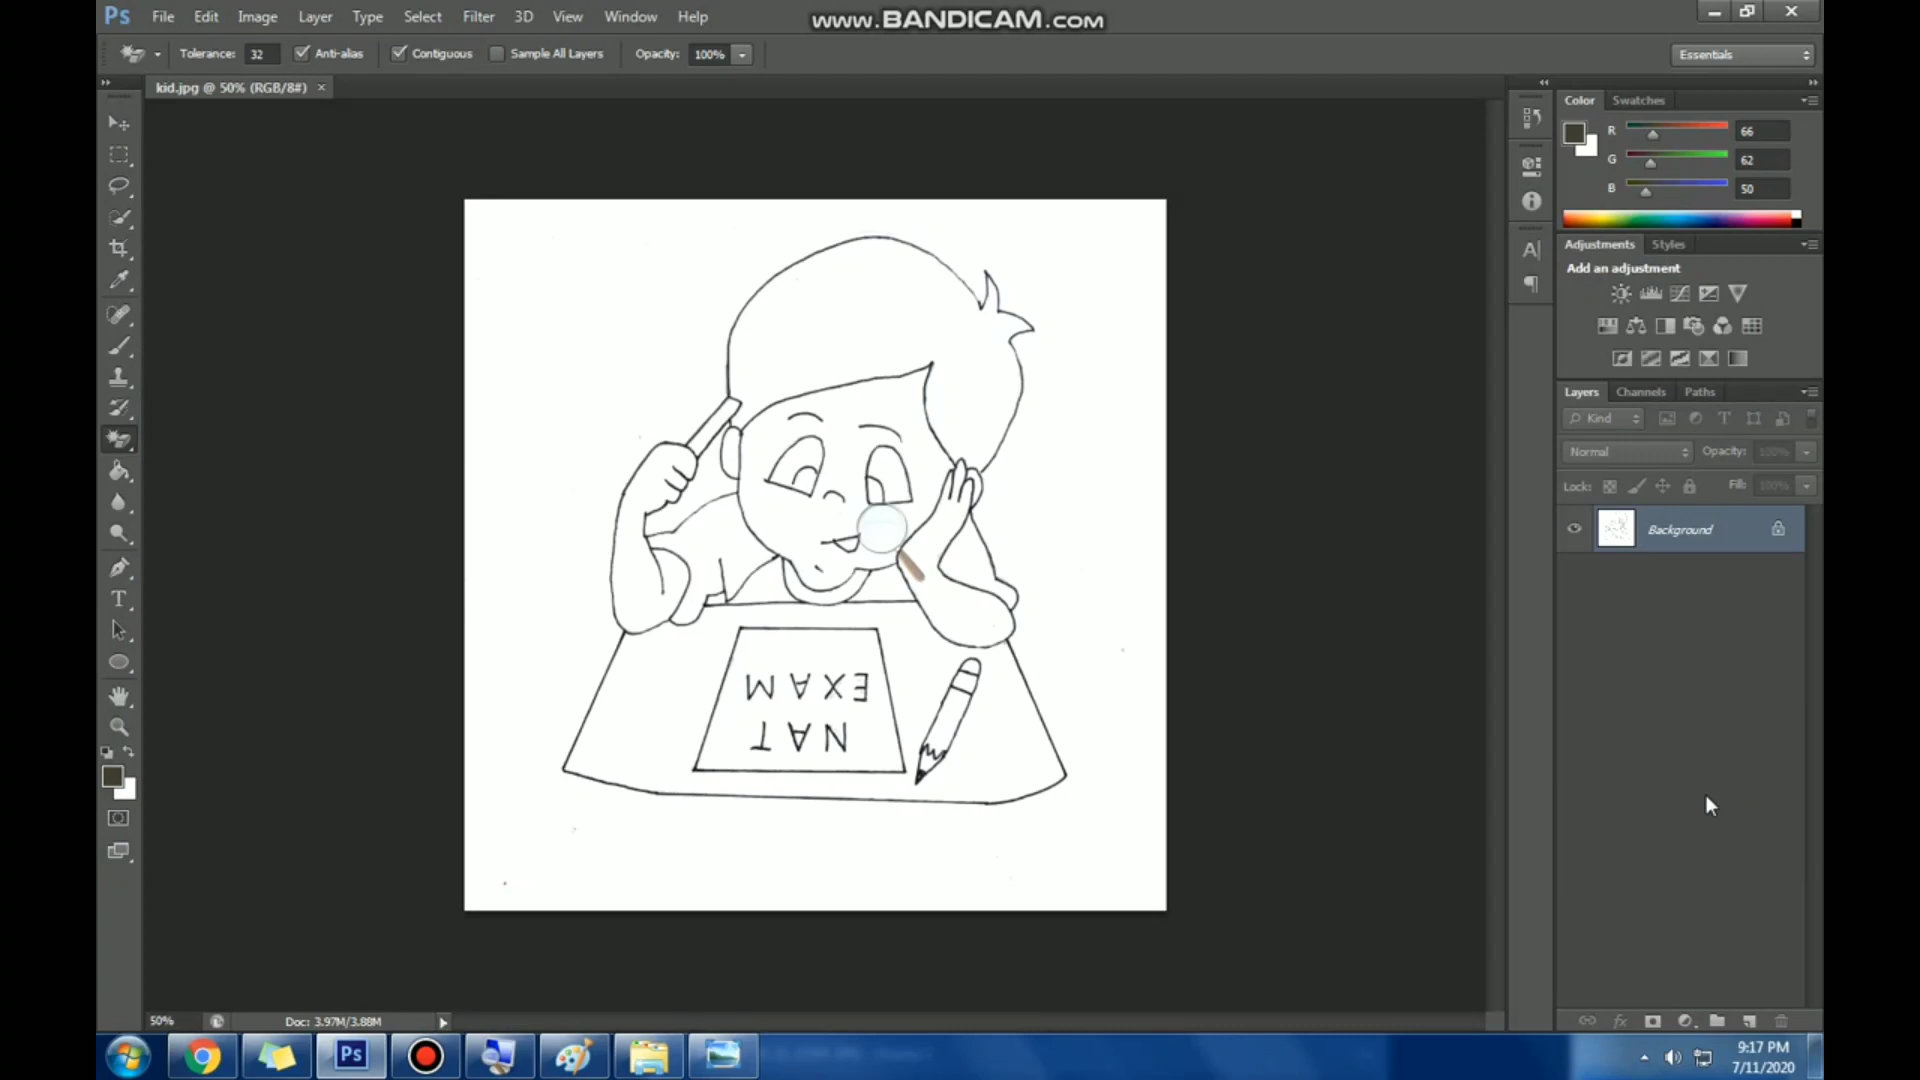 Ps File Edit Image Layer Type Select Filter 3D View Window Help
www.BANDICAM.com
Tolerance: 32 Anti-alias Contiguous Sample All Layers Opacity: 100%
Essentials
kid.jpg @ 50% (RGB/8#) ×
Color Swatches
R 66
G 62
B 50
Adjustments Styles
Add an adjustment
Layers Channels Paths
Kind
Normal Opacity: 100%
Lock: Fill: 100%
Background
NAT
EXAM
50% Doc: 3.97M/3.88M
Ps
9:17 PM
7/11/2020